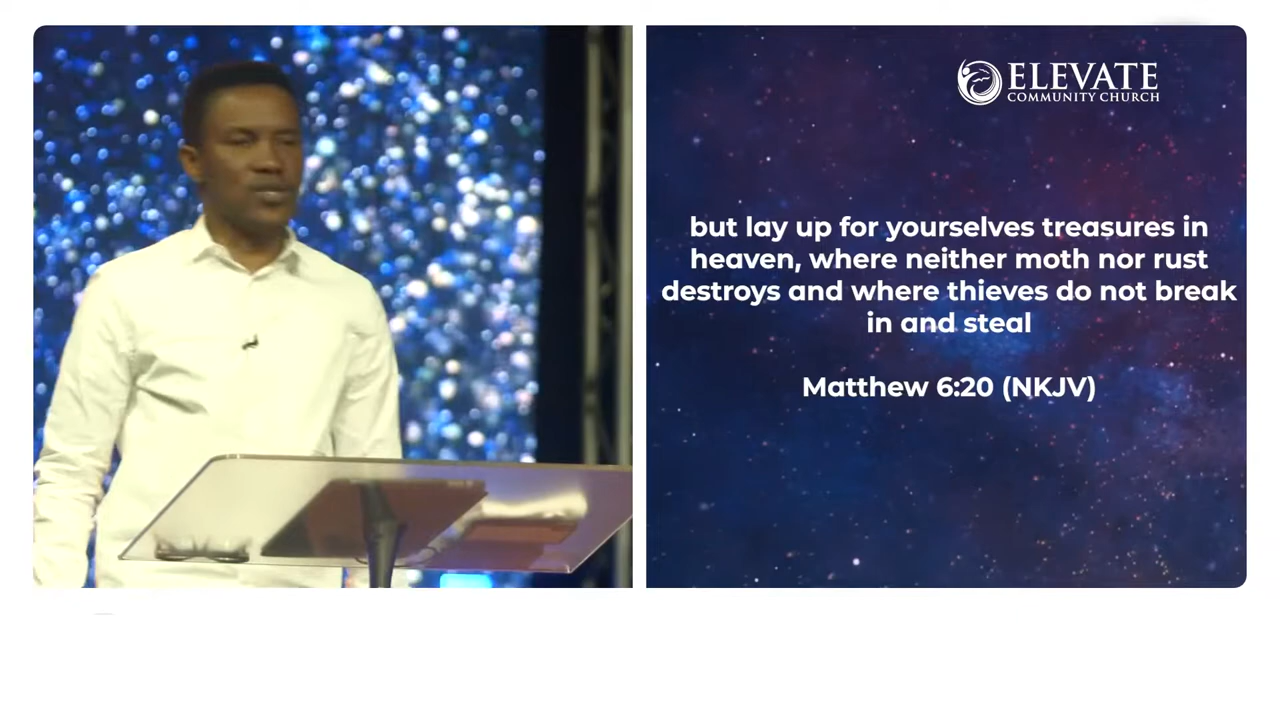 ELEVATE
COMMUNITY CHURCH
but lay up for yourselves treasures in
heaven, where neither moth nor rust
destroys and where thieves do not break
in and steal
Matthew 6:20 (NKJV)